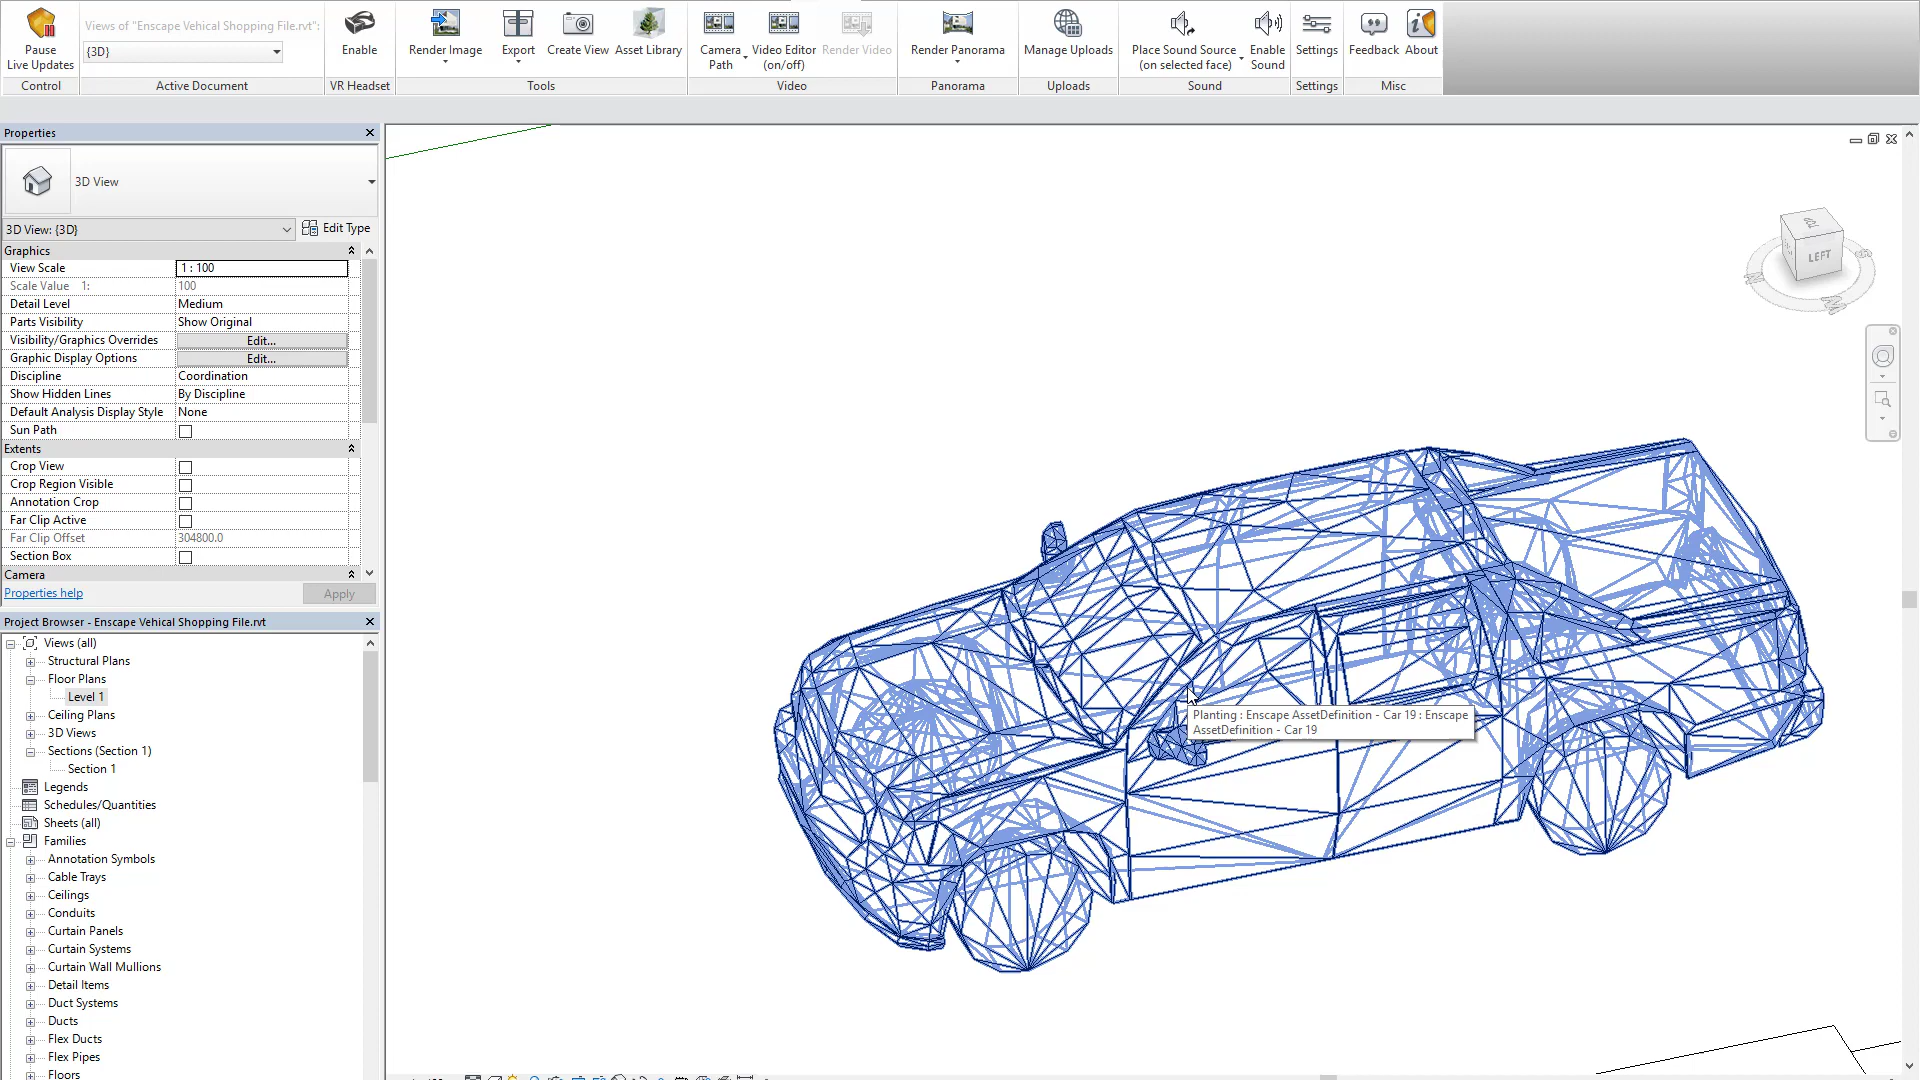 Pause
Live Updates
Control
Views of "Enscape Vehical Shopping File.rvt":
{3D}
Active Document
Enable
VR Headset
Render Image
Export
Create View
Asset Library
Tools
Camera
Path
Video Editor
(on/off)
Render Video
Video
Render Panorama
Panorama
Manage Uploads
Uploads
Place Sound Source
(on selected face)
Enable
Sound
Sound
Settings
Settings
Feedback
About
Misc
Properties
3D View
3D View: {3D}
Edit Type
Graphics
View Scale
1 : 100
Scale Value 1:
100
Detail Level
Medium
Parts Visibility
Show Original
Visibility/Graphics Overrides
Edit...
Graphic Display Options
Edit...
Discipline
Coordination
Show Hidden Lines
By Discipline
Default Analysis Display Style
None
Sun Path
Extents
Crop View
Crop Region Visible
Annotation Crop
Far Clip Active
Far Clip Offset
304800.0
Section Box
Camera
Properties help
Apply
Project Browser - Enscape Vehical Shopping File.rvt
Views (all)
Structural Plans
Floor Plans
Level 1
Ceiling Plans
3D Views
Sections (Section 1)
Section 1
Legends
Schedules/Quantities
Sheets (all)
Families
Annotation Symbols
Cable Trays
Ceilings
Conduits
Curtain Panels
Curtain Systems
Curtain Wall Mullions
Detail Items
Duct Systems
Ducts
Flex Ducts
Flex Pipes
Floors
LEFT
Planting : Enscape AssetDefinition - Car 19 : Enscape
AssetDefinition - Car 19